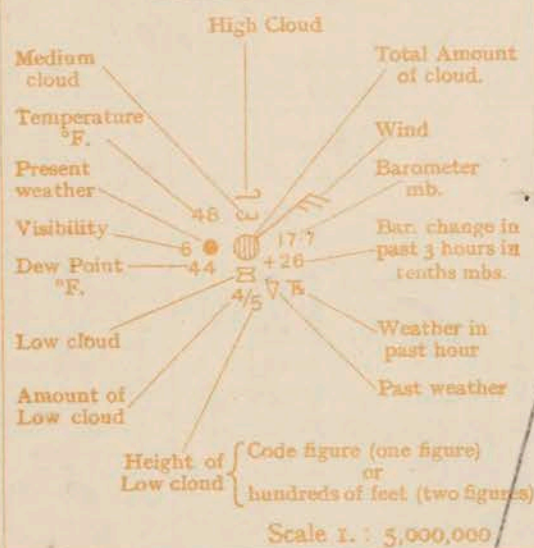 High Cloud
Medium
cloud
Total Amount
of cloud.
Temperature
°F.
Wind
Present
weather
Barometer
mb.
Visibility
Bar. change in
past 3 hours in
tenths mbs.
Dew Point
°F.
48
6
17 7
+26
44
4/5
Low cloud
Weather in
past hour
Amount of
Low cloud
Past weather
Height of
Low cloud
Code figure (one figure)
or
hundreds of feet (two figures)
Scale 1. : 5,000,000